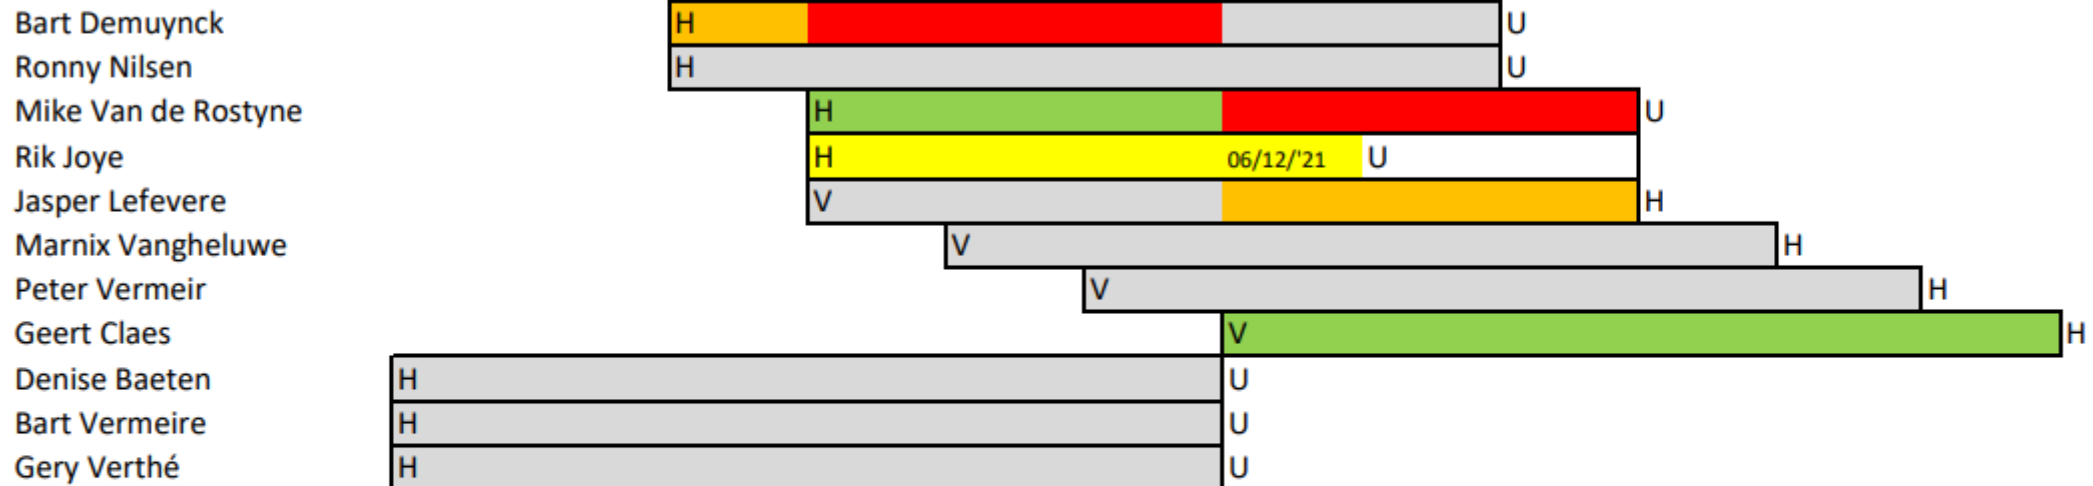 Bart Demuynck H U
Ronny Nilsen H U
Mike Van de Rostyne H U
Rik Joye H 06/12/'21 U
Jasper Lefevere V H
Marnix Vangheluwe V H
Peter Vermeir V H
Geert Claes V H
Denise Baeten H U
Bart Vermeire H U
Gery Verthé H U